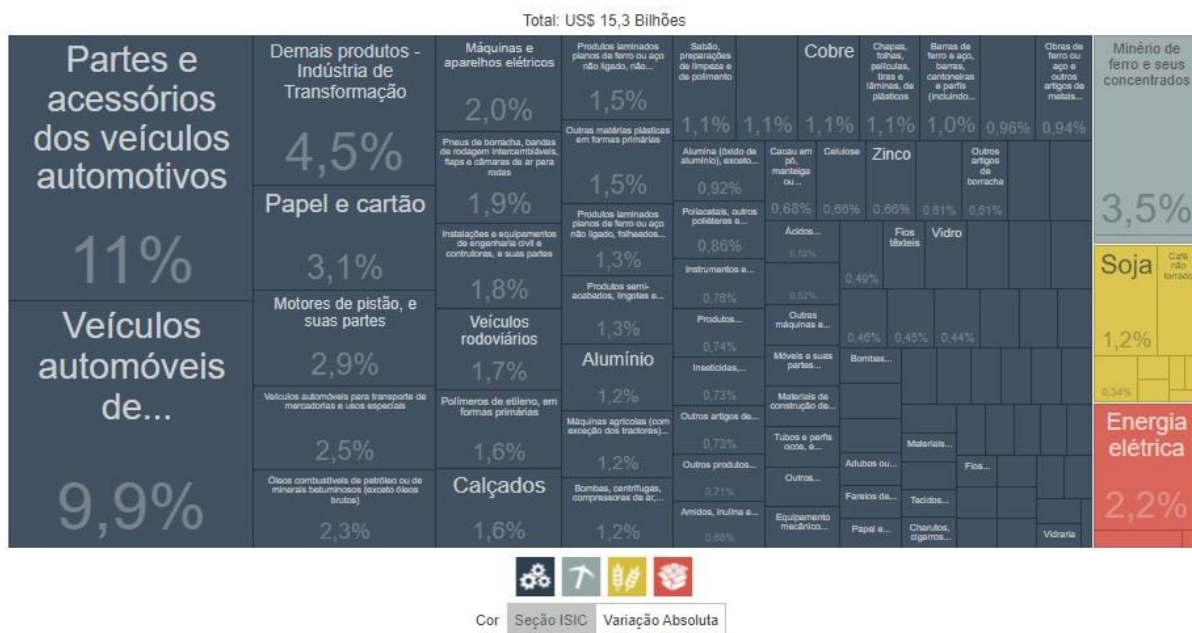 Total: US$ 15,3 Bilhões
Partes e
acessórios
dos veículos
automotivos
11%
Veículos
automóveis
de...
9,9%
Demais produtos -
Indústria de
Transformação
4,5%
Papel e cartão
3,1%
Motores de pistão, e
suas partes
2,9%
Veículos automóveis para transporte de
mercadorias e usos especiais
2,5%
Óleos combustíveis de petróleo ou de
minerais betuminosos (exceto óleos
brutos)
2,3%
Máquinas e
aparelhos elétricos
2,0%
Pneus de borracha, bandas
de rodagem intercambiáveis,
flaps e câmaras de ar para
rodas
1,9%
Instalações e equipamentos
de engenharia civil e
contrutores, e suas partes
1,8%
Veículos
rodoviários
1,7%
Polímeros de etileno, em
formas primárias
1,6%
Calçados
1,6%
Produtos laminados
planos de ferro ou aço
não ligado, não...
1,5%
Outras matérias plásticas
em formas primárias
1,5%
Produtos laminados
planos de ferro ou aço
não ligado, folheados...
1,3%
Produtos semi-
acabados, lingotes e...
1,3%
Alumínio
1,2%
Máquinas agrícolas (com
exceção dos tractores)...
1,2%
Bombas, centrífugas,
compressores de ar,...
1,2%
Sabão,
preparações
de limpeza e
de polimento
1,1%
1,1%
Cobre
1,1%
Chapas,
folhas,
películas,
tiras e
lâminas, de
plásticos
1,1%
Barras de
ferro e aço,
barras,
cantoneiras
e perfis
(incluindo...
1,0%
0,96%
Obras de
ferro ou
aço e
outros
artigos de
metais...
0,94%
Alumina (óxido de
alumínio), exceto...
0,92%
Poliacetais, outros
poliéteres e...
0,86%
Instrumentos e...
0,76%
Produtos...
0,74%
Inseticidas,...
0,73%
Outros artigos de...
0,73%
Outros produtos...
0,71%
Amidos, inulina e...
0,68%
Cacau em
pó,
manteiga
ou...
0,68%
Celulose
0,66%
Zinco
0,66%
0,61%
Outros
artigos
de
borracha
0,61%
Ácidos...
0,52%
0,52%
Outras
máquinas e...
Móveis e suas
partes...
Materiais de
construção de...
Tubos e perfis
ocos, e...
Outros...
Equipamento
mecânico...
0,49%
Fios
têxteis
Vidro
0,46%
0,45%
0,44%
Bombas...
Adubos ou...
Farelos de...
Papel e...
Materiais...
Tecidos...
Charutos,
cigarros...
Fios...
Vidraria
Minério de
ferro e seus
concentrados
3,5%
Soja
1,2%
Café
não
torrado
0,34%
Energia
elétrica
2,2%
Cor Seção ISIC Variação Absoluta